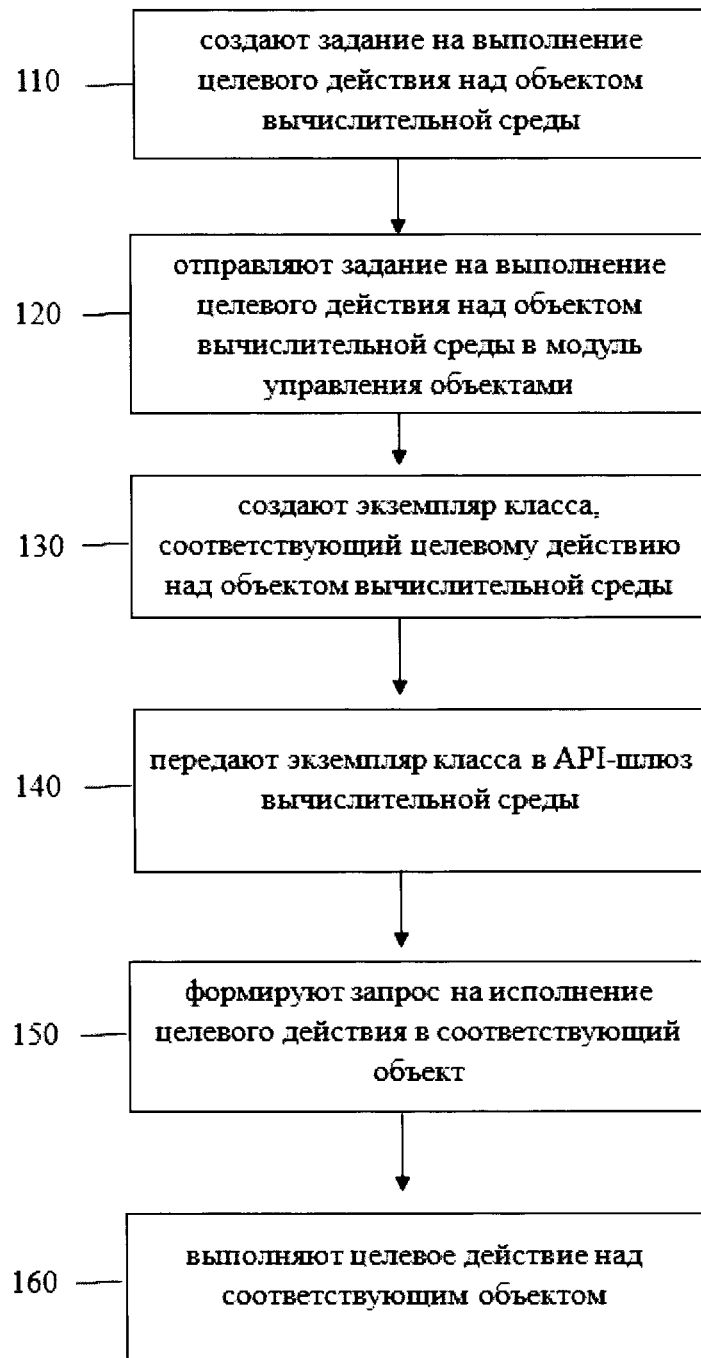 110
создают задание на выполнение
целевого действия над объектом
вычислительной среды
120
отправляют задание на выполнение
целевого действия над объектом
вычислительной среды в модуль
управления объектами
130
создают экземпляр класса,
соответствующий целевому действию
над объектом вычислительной среды
140
передают экземпляр класса в API-шлюз
вычислительной среды
150
формируют запрос на исполнение
целевого действия в соответствующий
объект
160
выполняют целевое действие над
соответствующим объектом